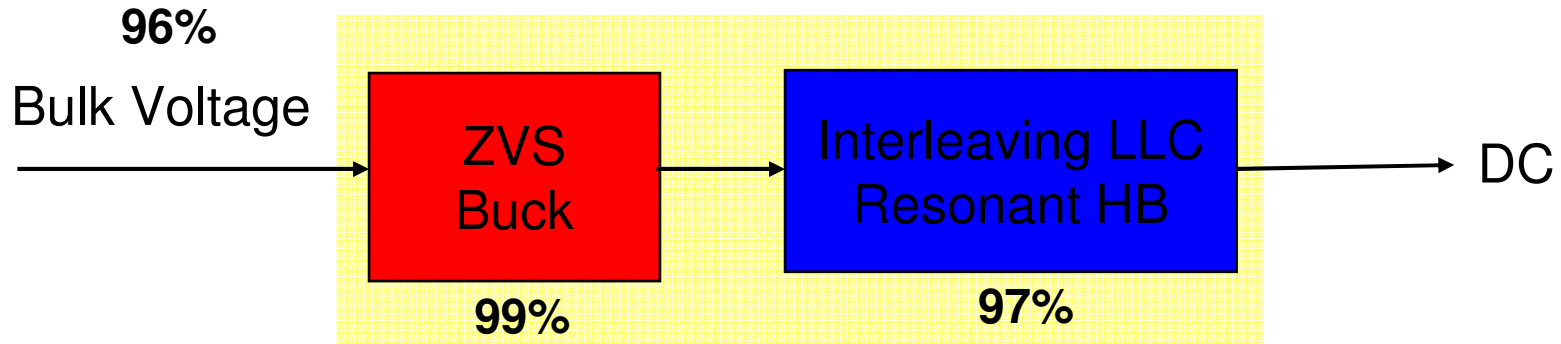 96%
Bulk Voltage
ZVS
Buck
99%
Interleaving LLC
Resonant HB
97%
DC